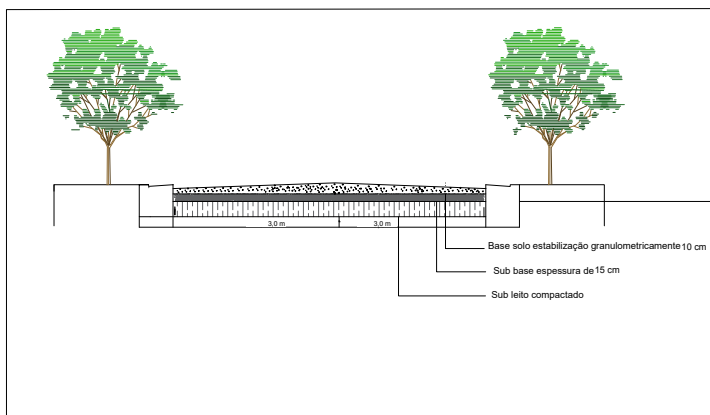 3,0 m 3,0 m
Base solo estabilização granulometricamente 10 cm
Sub base espessura de 15 cm
Sub leito compactado